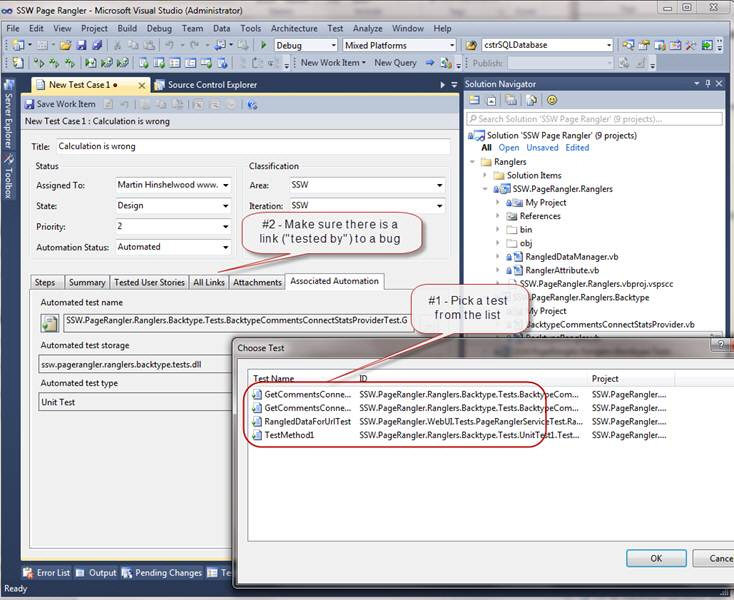 SSW Page Rangler - Microsoft Visual Studio (Administrator)
File Edit View Project Build Debug Team Data Tools Architecture Test Analyze Window Help
Debug Mixed Platforms cstrSQLDatabase
New Work Item New Query Publish:
Server Explorer
Toolbox
New Test Case 1 Source Control Explorer
Save Work Item
New Test Case 1 : Calculation is wrong
Title: Calculation is wrong
Status
Classification
Assigned To: Martin Hinshelwood www.
Area: SSW
State: Design
Iteration: SSW
Priority: 2
Automation Status: Automated
#2 - Make sure there is a
link ("tested by") to a bug
Steps Summary Tested User Stories All Links Attachments Associated Automation
Automated test name
SSW.PageRangler.Ranglers.Backtype.Tests.BacktypeCommentsConnectStatsProviderTest.G
Automated test storage
ssw.pagerangler.ranglers.backtype.tests.dll
Automated test type
Unit Test
#1 - Pick a test
from the list
Solution Navigator
Search Solution 'SSW Page Rangler' (9 projects)
Solution 'SSW Page Rangler' (9 projects)
All Open Unsaved Edited
Ranglers
Solution Items
SSW.PageRangler.Ranglers
My Project
References
bin
obj
RangledDataManager.vb
RanglerAttribute.vb
SSW.PageRangler.Ranglers.vbproj.vspscc
SSW.PageRangler.Ranglers.Backtype
My Project
BacktypeCommentsConnectStatsProvider.vb
Choose Test
Test Name ID Project
GetCommentsConne... SSW.PageRangler.Ranglers.Backtype.Tests.BacktypeCom... SSW.PageRangler....
GetCommentsConne... SSW.PageRangler.Ranglers.Backtype.Tests.BacktypeCom... SSW.PageRangler....
RangledDataForUrlTest SSW.PageRangler.WebUI.Tests.PageRanglerServiceTest.Ra... SSW.PageRangler....
TestMethod1 SSW.PageRangler.Ranglers.Backtype.Tests.UnitTest1.Test... SSW.PageRangler....
OK Cance
Error List Output Pending Changes Te
Ready